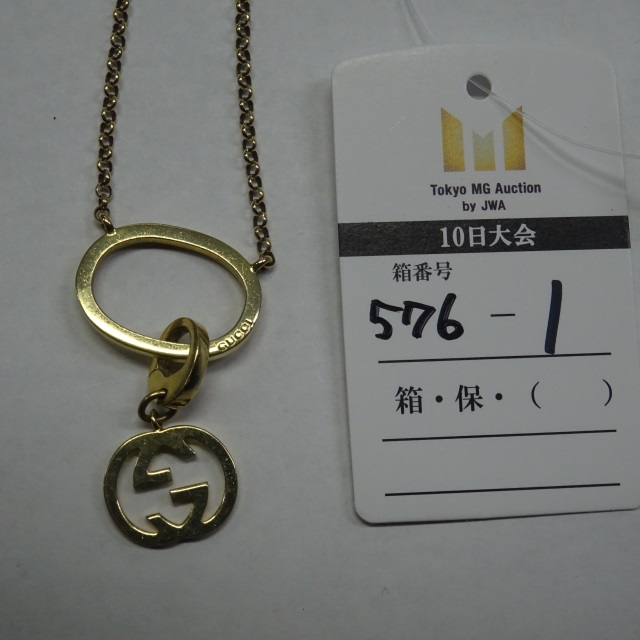 GUCCI
Tokyo MG Auction
by JWA
10日大会
箱番号
576-1
箱・保・（　　）